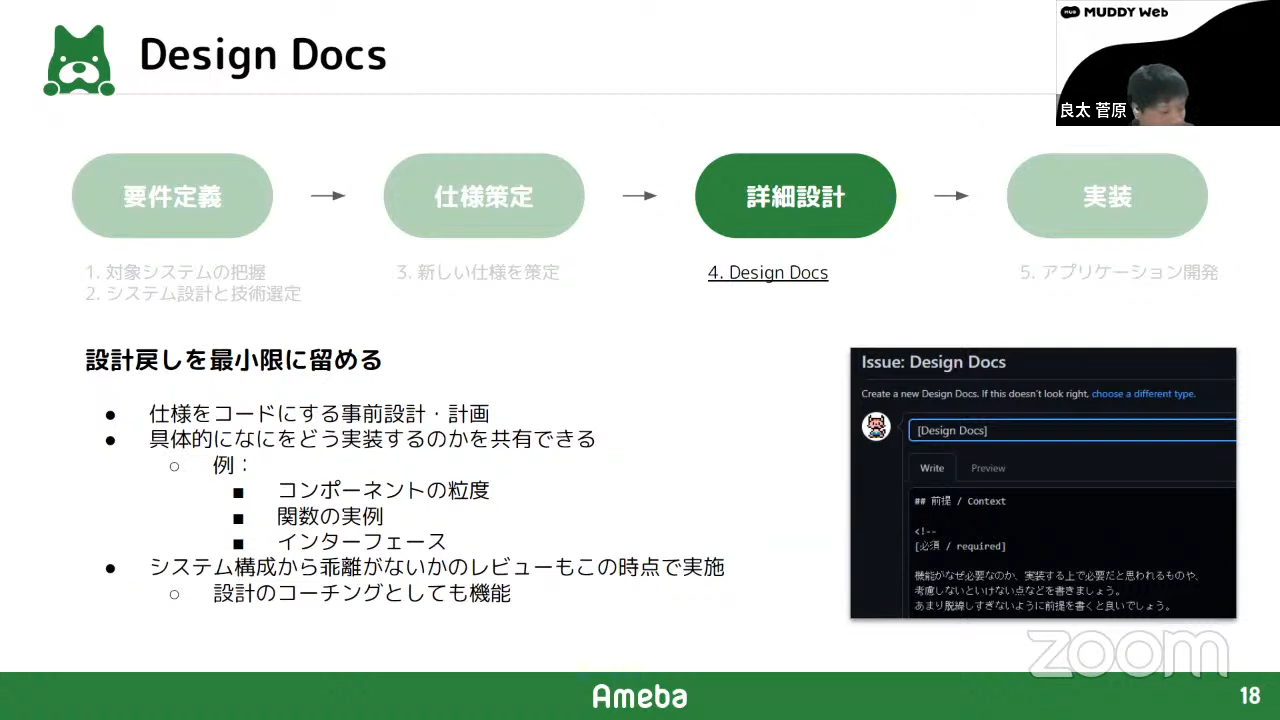 Design Docs
MUDDY Web
良太 菅原
要件定義
仕様策定
詳細設計
実装
1. 対象システムの把握
2. システム設計と技術選定
3. 新しい仕様を策定
4. Design Docs
5. アプリケーション開発
設計戻しを最小限に留める
● 仕様をコードにする事前設計・計画
● 具体的になにをどう実装するのかを共有できる
○ 例：
■ コンポーネントの粒度
■ 関数の実例
■ インターフェース
● システム構成から乖離がないかのレビューもこの時点で実施
○ 設計のコーチングとしても機能
Issue: Design Docs
Create a new Design Docs. If this doesn't look right, choose a different type.
[Design Docs]
Write
Preview
## 前提 / Context
<!--
[必須 / required]
機能がなぜ必要なのか、実装する上で必要だと思われるものや、
考慮しないといけない点などを書きましょう。
あまり脱線しすぎないように前提を書くと良いでしょう。
zoom
Ameba
18